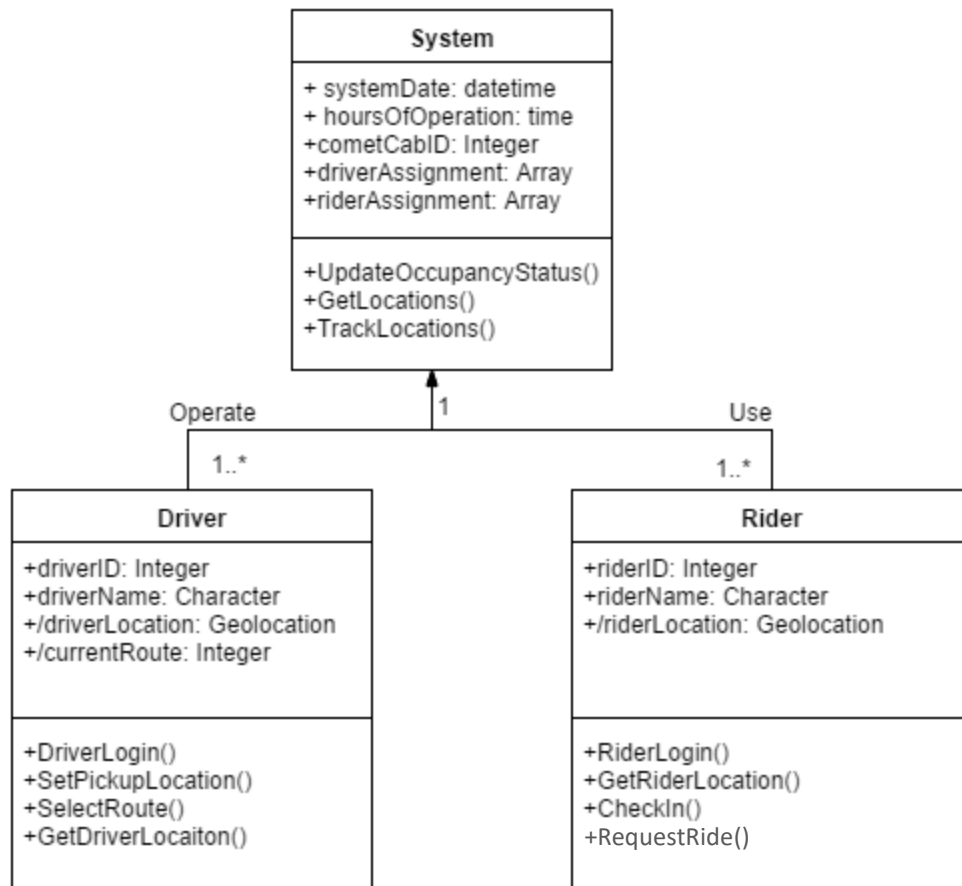 System
+ systemDate: datetime
+ hoursOfOperation: time
+cometCabID: Integer
+driverAssignment: Array
+riderAssignment: Array
+UpdateOccupancyStatus()
+GetLocations()
+TrackLocations()
Operate
1
Use
1..*
1..*
Driver
+driverID: Integer
+driverName: Character
+/driverLocation: Geolocation
+/currentRoute: Integer
+DriverLogin()
+SetPickupLocation()
+SelectRoute()
+GetDriverLocaiton()
Rider
+riderID: Integer
+riderName: Character
+/riderLocation: Geolocation
+RiderLogin()
+GetRiderLocation()
+CheckIn()
+RequestRide()